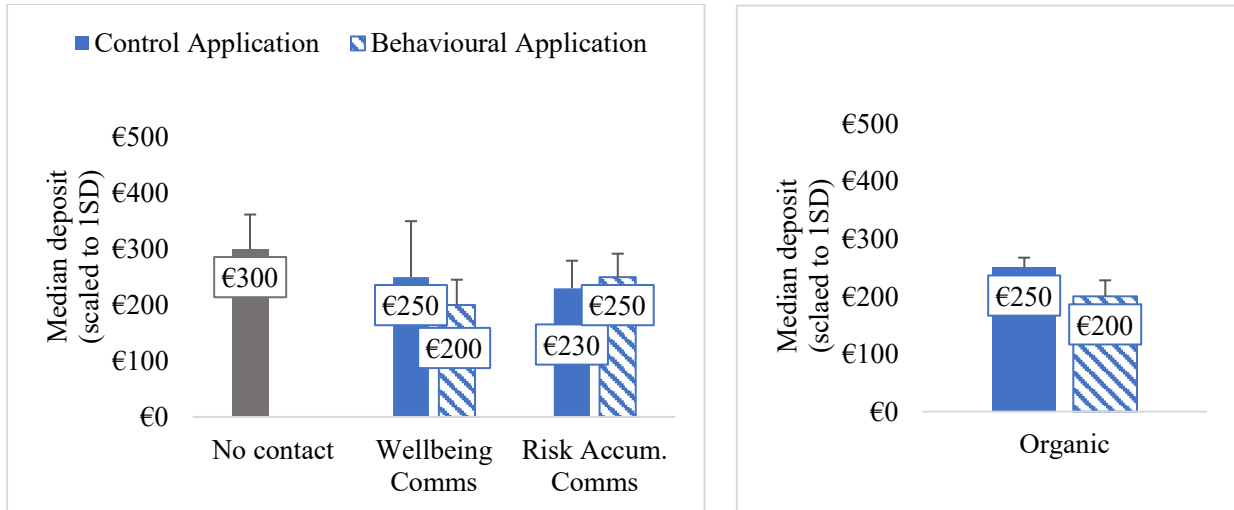 Control Application
Behavioural Application
Median deposit
(scaled to 1SD)
€500
€400
€300
€200
€100
€0
€300
€250
€200
€230
€250
No contact
Wellbeing
Comms
Risk Accum.
Comms
Median deposit
(sclaed to 1SD)
€500
€400
€300
€200
€100
€0
€250
€200
Organic